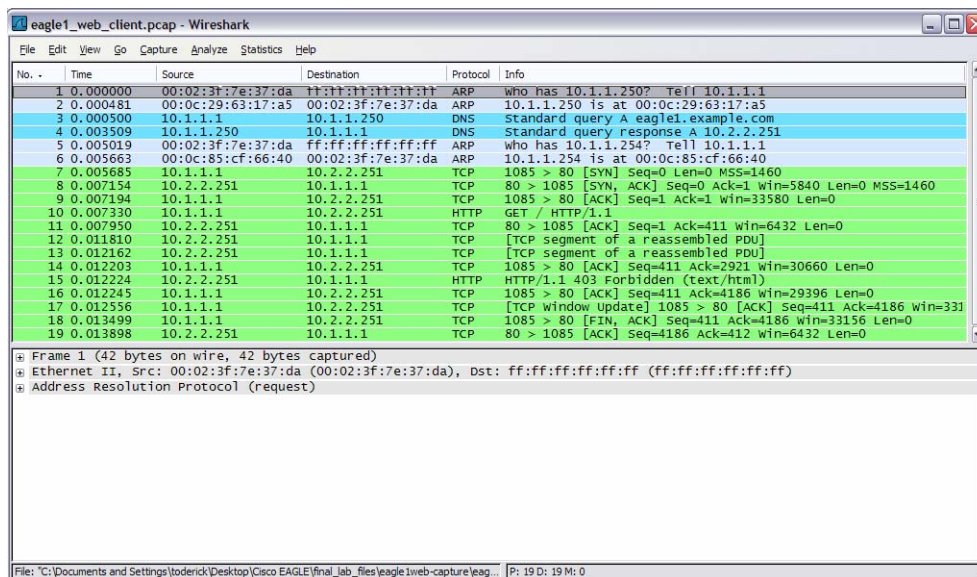 eagle1_web_client.pcap - Wireshark
File Edit View Go Capture Analyze Statistics Help
No. - Time Source Destination Protocol Info
1 0.000000 00:02:3f:7e:37:da ff:ff:ff:ff:ff:ff ARP Who has 10.1.1.250? Tell 10.1.1.1
2 0.000481 00:0c:29:63:17:a5 00:02:3f:7e:37:da ARP 10.1.1.250 is at 00:0c:29:63:17:a5
3 0.000500 10.1.1.1 10.1.1.250 DNS Standard query A eagle1.example.com
4 0.003509 10.1.1.250 10.1.1.1 DNS Standard query response A 10.2.2.251
5 0.005019 00:02:3f:7e:37:da ff:ff:ff:ff:ff:ff ARP Who has 10.1.1.254? Tell 10.1.1.1
6 0.005663 00:0c:85:cf:66:40 00:02:3f:7e:37:da ARP 10.1.1.254 is at 00:0c:85:cf:66:40
7 0.005685 10.1.1.1 10.2.2.251 TCP 1085 > 80 [SYN] Seq=0 Len=0 MSS=1460
8 0.007154 10.2.2.251 10.1.1.1 TCP 80 > 1085 [SYN, ACK] Seq=0 Ack=1 Win=5840 Len=0 MSS=1460
9 0.007194 10.1.1.1 10.2.2.251 TCP 1085 > 80 [ACK] Seq=1 Ack=1 Win=33580 Len=0
10 0.007330 10.1.1.1 10.2.2.251 HTTP GET / HTTP/1.1
11 0.007950 10.2.2.251 10.1.1.1 TCP 80 > 1085 [ACK] Seq=1 Ack=411 Win=6432 Len=0
12 0.011810 10.2.2.251 10.1.1.1 TCP [TCP segment of a reassembled PDU]
13 0.012162 10.2.2.251 10.1.1.1 TCP [TCP segment of a reassembled PDU]
14 0.012203 10.1.1.1 10.2.2.251 TCP 1085 > 80 [ACK] Seq=411 Ack=2921 Win=30660 Len=0
15 0.012224 10.2.2.251 10.1.1.1 HTTP HTTP/1.1 403 Forbidden (text/html)
16 0.012245 10.1.1.1 10.2.2.251 TCP 1085 > 80 [ACK] Seq=411 Ack=4186 Win=29396 Len=0
17 0.012556 10.1.1.1 10.2.2.251 TCP [TCP Window Update] 1085 > 80 [ACK] Seq=411 Ack=4186 Win=331
18 0.013499 10.1.1.1 10.2.2.251 TCP 1085 > 80 [FIN, ACK] Seq=411 Ack=4186 Win=33156 Len=0
19 0.013898 10.2.2.251 10.1.1.1 TCP 80 > 1085 [ACK] Seq=4186 Ack=412 Win=6432 Len=0
Frame 1 (42 bytes on wire, 42 bytes captured)
Ethernet II, Src: 00:02:3f:7e:37:da (00:02:3f:7e:37:da), Dst: ff:ff:ff:ff:ff:ff (ff:ff:ff:ff:ff:ff)
Address Resolution Protocol (request)
File: "C:\Documents and Settings\toderick\Desktop\Cisco EAGLE\final_lab_files\eagle1web-capture\eag... P: 19 D: 19 M: 0